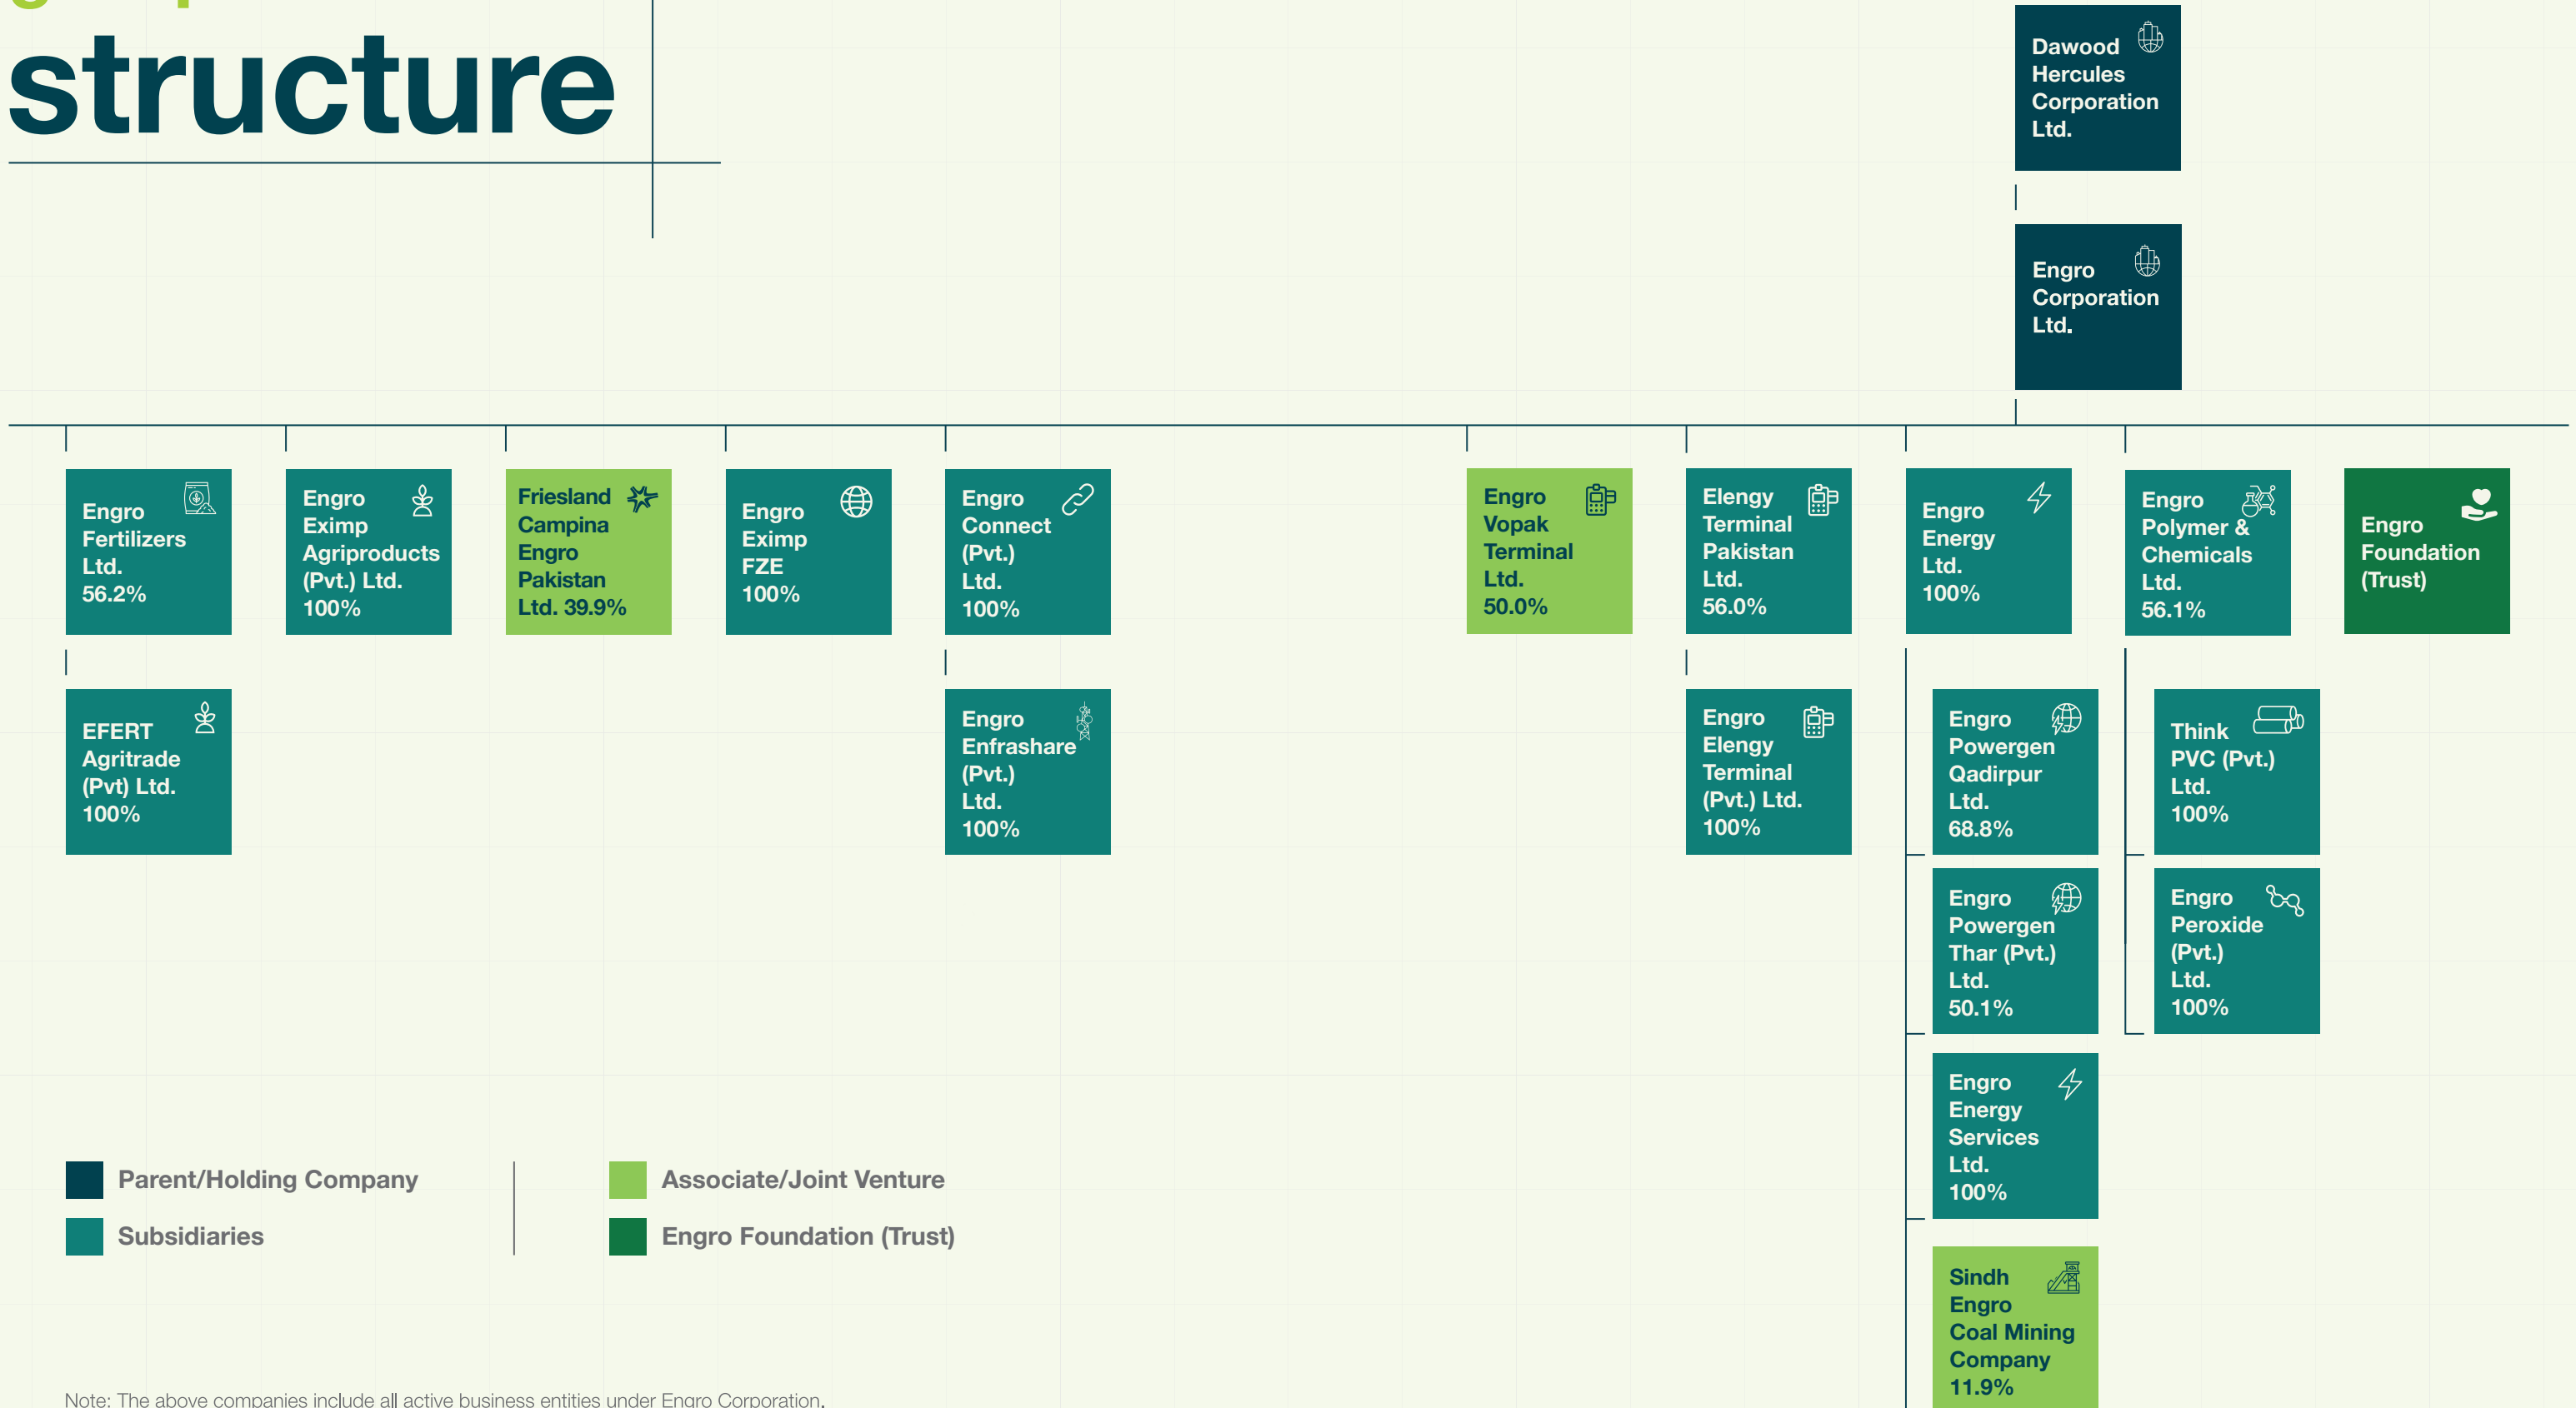 structure
Dawood
Hercules
Corporation
Ltd.
Engro
Corporation
Ltd.
Engro
Fertilizers
Ltd.
56.2%
Engro
Eximp
Agriproducts
(Pvt.) Ltd.
100%
Friesland
Campina
Engro
Pakistan
Ltd. 39.9%
Engro
Eximp
FZE
100%
Engro
Connect
(Pvt.)
Ltd.
100%
Engro
Vopak
Terminal
Ltd.
50.0%
Elengy
Terminal
Pakistan
Ltd.
56.0%
Engro
Energy
Ltd.
100%
Engro
Polymer &
Chemicals
Ltd.
56.1%
Engro
Foundation
(Trust)
EFERT
Agritrade
(Pvt) Ltd.
100%
Engro
Enfrashare
(Pvt.)
Ltd.
100%
Engro
Elengy
Terminal
(Pvt.) Ltd.
100%
Engro
Powergen
Qadirpur
Ltd.
68.8%
Think
PVC (Pvt.)
Ltd.
100%
Engro
Powergen
Thar (Pvt.)
Ltd.
50.1%
Engro
Peroxide
(Pvt.)
Ltd.
100%
Engro
Energy
Services
Ltd.
100%
Sindh
Engro
Coal Mining
Company
11.9%
Parent/Holding Company
Subsidiaries
Associate/Joint Venture
Engro Foundation (Trust)
Note: The above companies include all active business entities under Engro Corporation.